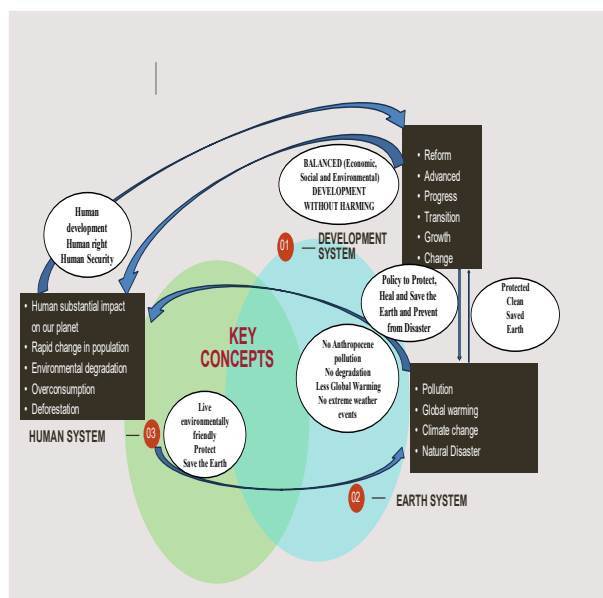 BALANCED (Economic,
Social and Environmental)
DEVELOPMENT
WITHOUT HARMING
• Reform
• Advanced
• Progress
• Transition
• Growth
• Change
Human
development
Human right
Human Security
01
DEVELOPMENT
SYSTEM
Policy to Protect,
Heal and Save the
Earth and Prevent
from Disaster
Protected
Clean
Saved
Earth
• Human substantial impact
on our planet
• Rapid change in population
• Environmental degradation
• Overconsumption
• Deforestation
KEY
CONCEPTS
No Anthropocene
pollution
No degradation
Less Global Warming
No extreme weather
events
• Pollution
• Global warming
• Climate change
• Natural Disaster
HUMAN SYSTEM
03
Live
environmentally
friendly
Protect
Save the Earth
02
EARTH SYSTEM